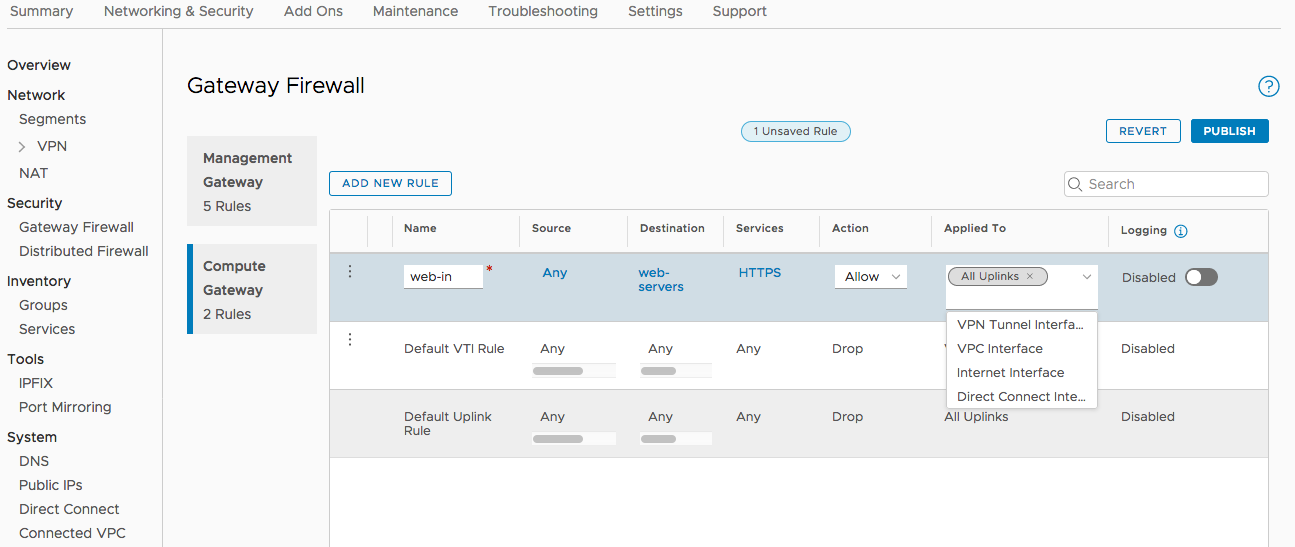 Summary Networking & Security Add Ons Maintenance Troubleshooting Settings Support
Overview
Network
Segments
VPN
NAT
Security
Gateway Firewall
Distributed Firewall
Inventory
Groups
Services
Tools
IPFIX
Port Mirroring
System
DNS
Public IPs
Direct Connect
Connected VPC
Gateway Firewall
?
1 Unsaved Rule
REVERT
PUBLISH
Management
Gateway
5 Rules
Compute
Gateway
2 Rules
ADD NEW RULE
Search
Name Source Destination Services Action Applied To Logging
web-in * Any web-
servers HTTPS Allow All Uplinks × Disabled
VPN Tunnel Interfa...
VPC Interface
Internet Interface
Direct Connect Inte...
Default VTI Rule Any Any Any Drop Disabled
Default Uplink
Rule Any Any Any Drop All Uplinks Disabled